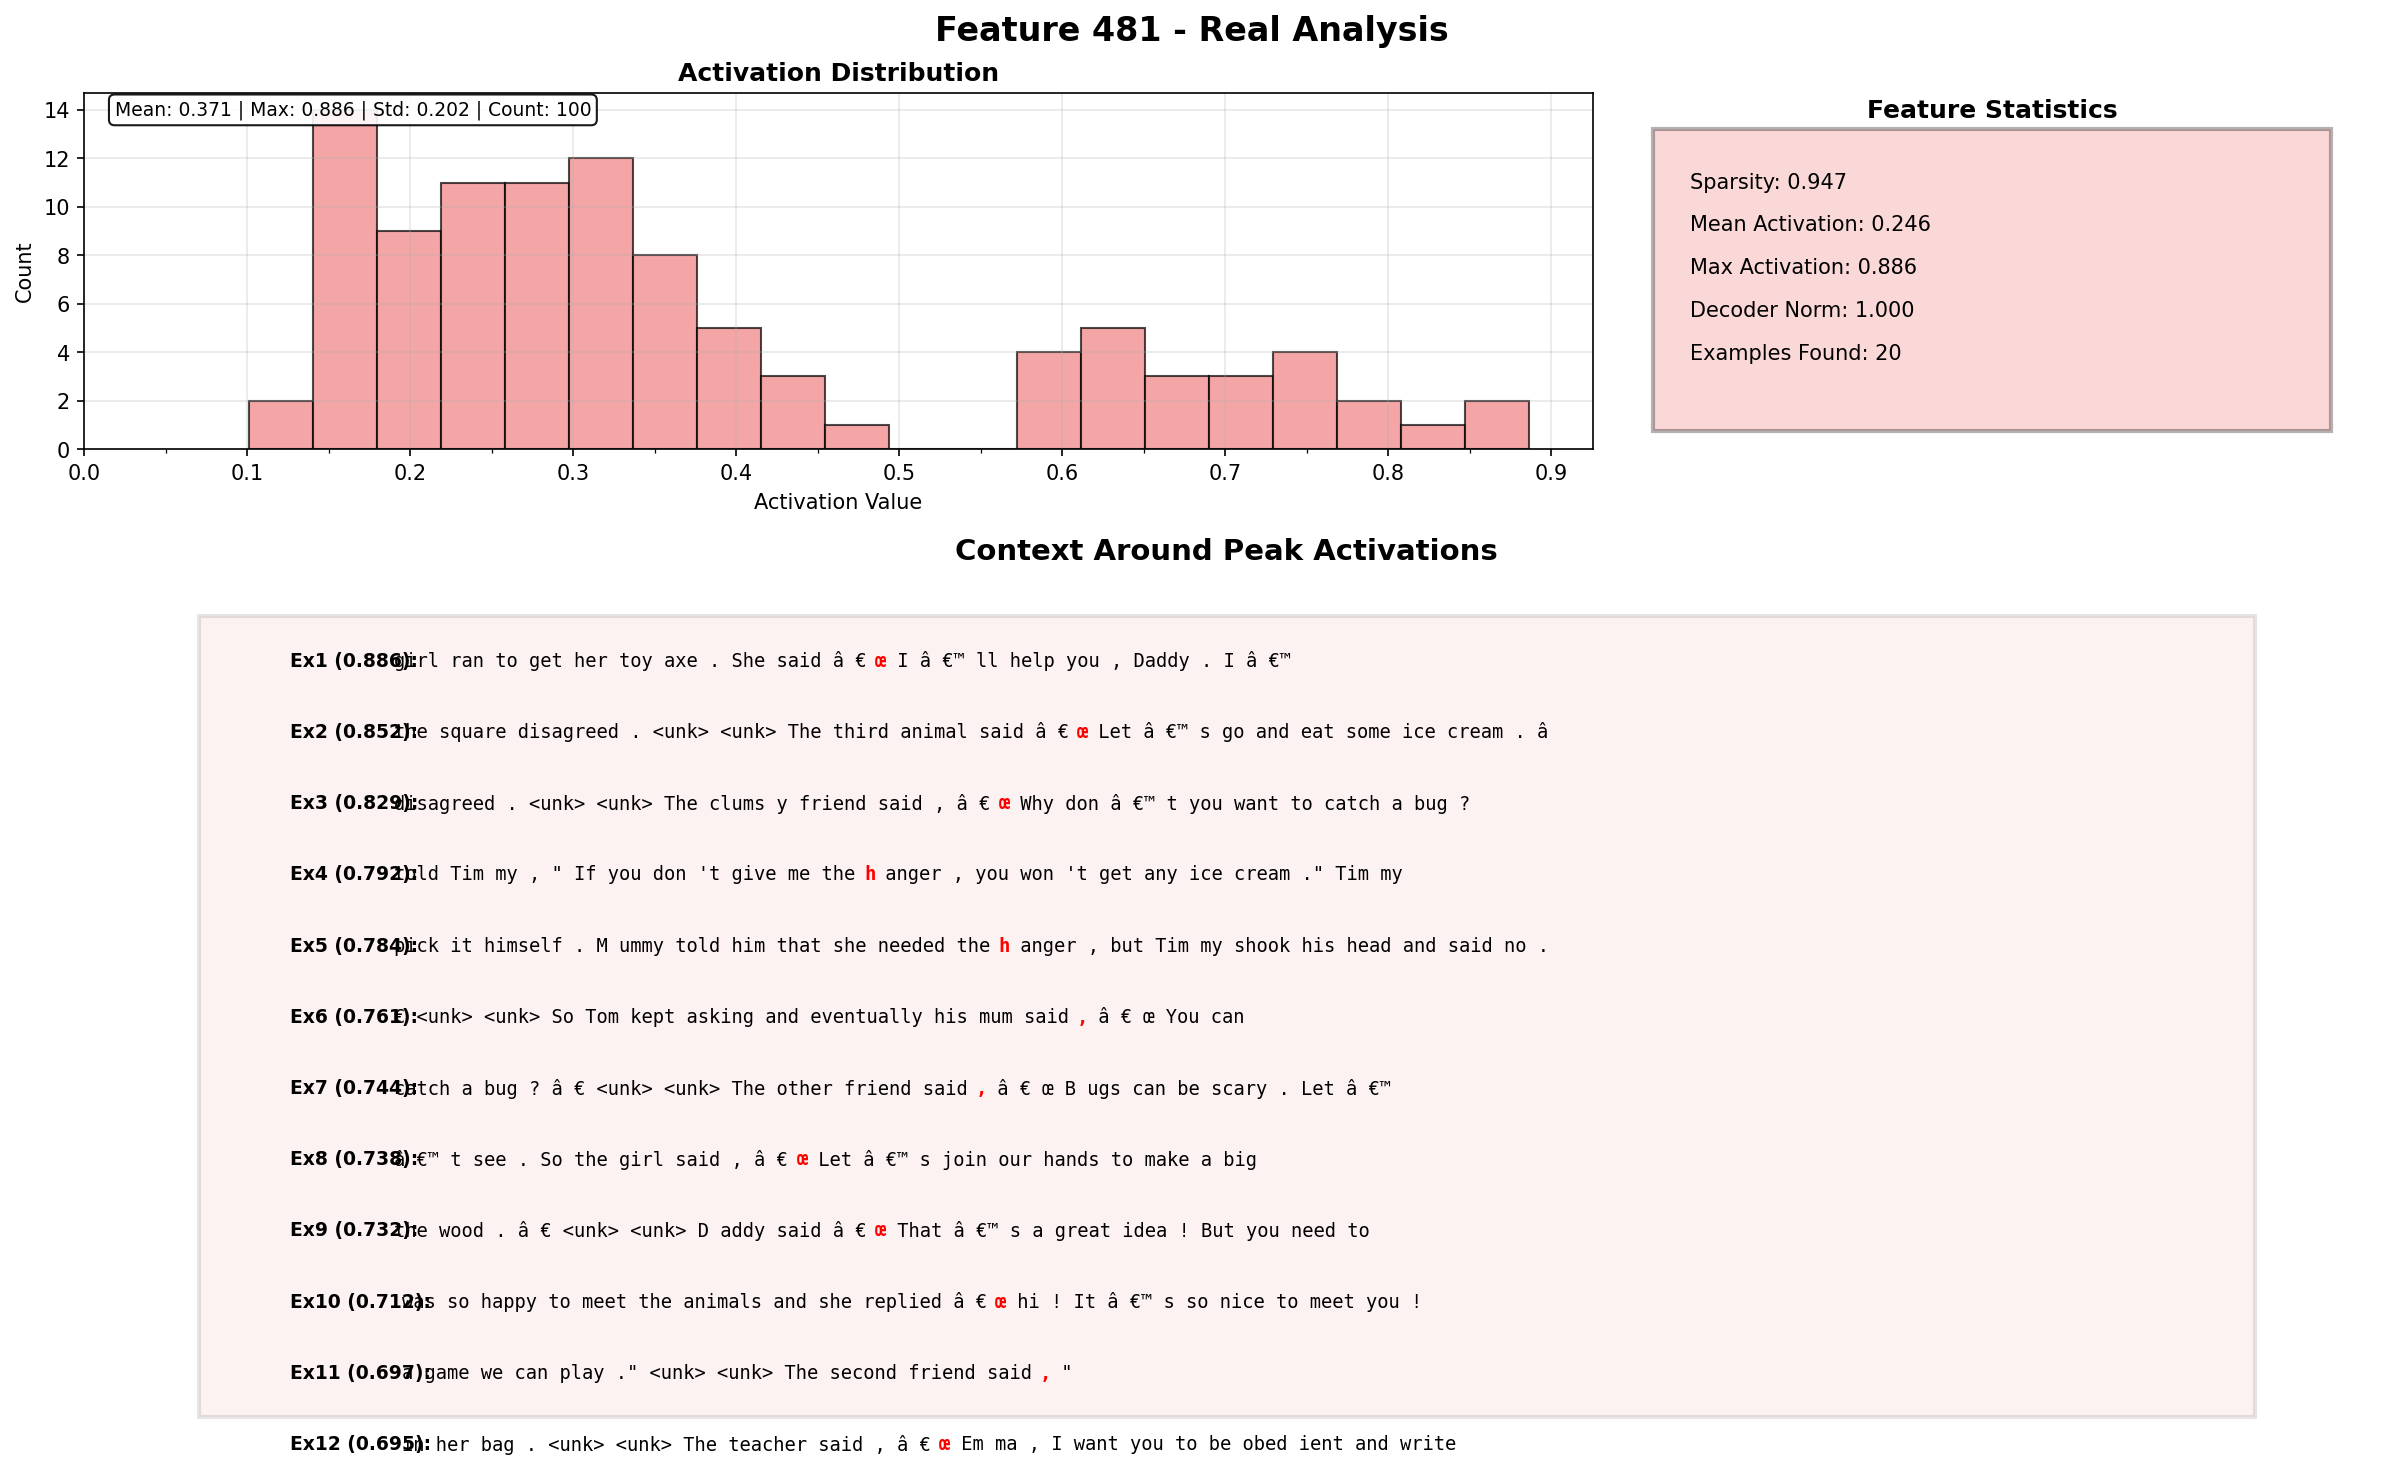 Feature 481 - Real Analysis
Activation Distribution
Mean: 0.371 | Max: 0.886 | Std: 0.202 | Count: 100
14
12
10
8
6
4
2
0
Count
0.0 0.1 0.2 0.3 0.4 0.5 0.6 0.7 0.8 0.9
Activation Value
Feature Statistics
Sparsity: 0.947
Mean Activation: 0.246
Max Activation: 0.886
Decoder Norm: 1.000
Examples Found: 20
Context Around Peak Activations
Ex1 (0.886): girl ran to get her toy axe . She said â € œ I â €™ ll help you , Daddy . I â €™
Ex2 (0.852): the square disagreed . <unk> <unk> The third animal said â € œ Let â €™ s go and eat some ice cream . â
Ex3 (0.829): disagreed . <unk> <unk> The clums y friend said , â € œ Why don â €™ t you want to catch a bug ?
Ex4 (0.792): told Tim my , " If you don 't give me the h anger , you won 't get any ice cream ." Tim my
Ex5 (0.784): pick it himself . M ummy told him that she needed the h anger , but Tim my shook his head and said no .
Ex6 (0.761): € <unk> <unk> So Tom kept asking and eventually his mum said , â € œ You can
Ex7 (0.744): catch a bug ? â € <unk> <unk> The other friend said , â € œ B ugs can be scary . Let â €™
Ex8 (0.738): â €™ t see . So the girl said , â € œ Let â €™ s join our hands to make a big
Ex9 (0.732): the wood . â € <unk> <unk> D addy said â € œ That â €™ s a great idea ! But you need to
Ex10 (0.712): was so happy to meet the animals and she replied â € œ hi ! It â €™ s so nice to meet you !
Ex11 (0.697): a game we can play ." <unk> <unk> The second friend said , "
Ex12 (0.695): in her bag . <unk> <unk> The teacher said , â € œ Em ma , I want you to be obed ient and write